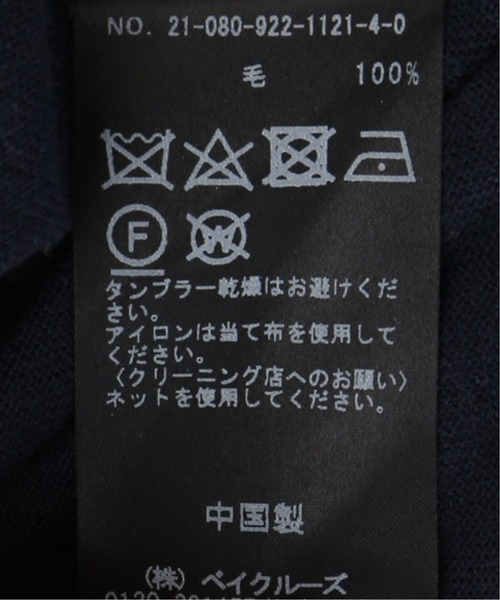 NO. 21-080-922-1121-4-0
毛 100%
F W
タンブラー乾燥はお避けくだ
さい。
アイロンは当て布を使用して
ください。
〈クリーニング店へのお願い〉
ネットを使用してください。
中国製
(株) ベイクルーズ